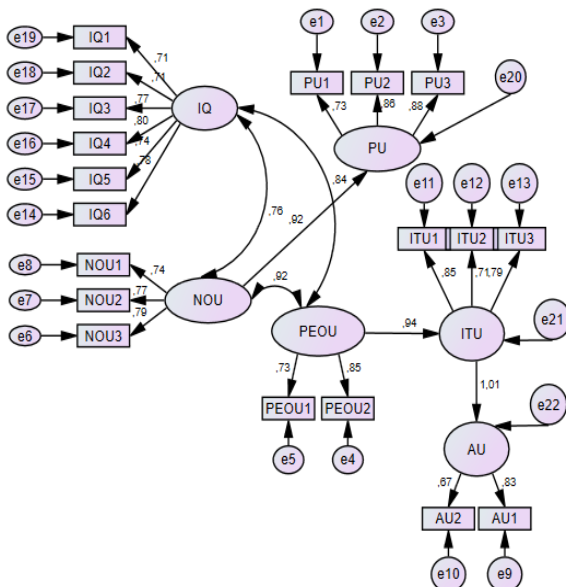 e1
e2
e3
e19
IQ1
,71
e18
IQ2
,71
PU1
PU2
PU3
e20
e17
IQ3
,77
IQ
,73
,86
,88
e16
IQ4
,80
,74
PU
e15
IQ5
,78
,84
e11
e12
e13
e14
IQ6
,76
,92
ITU1
ITU2
ITU3
e8
NOU1
,74
,85
,71
,79
e7
NOU2
,77
NOU
,92
e6
NOU3
,79
PEOU
,94
ITU
e21
,73
,85
1,01
PEOU1
PEOU2
e22
AU
e5
e4
,67
,83
AU2
AU1
e10
e9